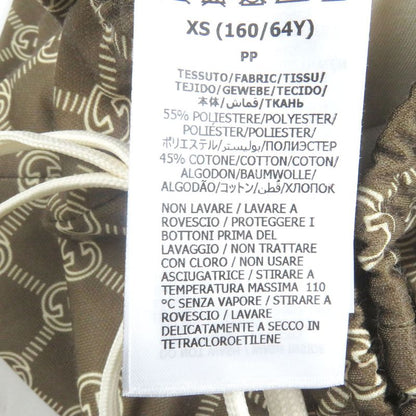 XS (160/64Y)
PP
TESSUTO/FABRIC/TISSU/
TEJIDO/GEWEBE/TECIDO/
本体/قماش/ТКАНЬ
55% POLIESTERE/POLYESTER/
POLIÉSTER/POLIESTER/
ポリエステル/بوليستر/ПОЛИЭСТЕР
45% COTONE/COTTON/COTON/
ALGODON/BAUMWOLLE/
ALGODÃO/コットン/قطن/ХЛОПОК
NON LAVARE / LAVARE A
ROVESCIO / PROTEGGERE I
BOTTONI PRIMA DEL
LAVAGGIO / NON TRATTARE
CON CLORO / NON USARE
ASCIUGATRICE / STIRARE A
TEMPERATURA MASSIMA 110
°C SENZA VAPORE / STIRARE A
ROVESCIO / LAVARE
DELICATAMENTE A SECCO IN
TETRACLOROETILENE